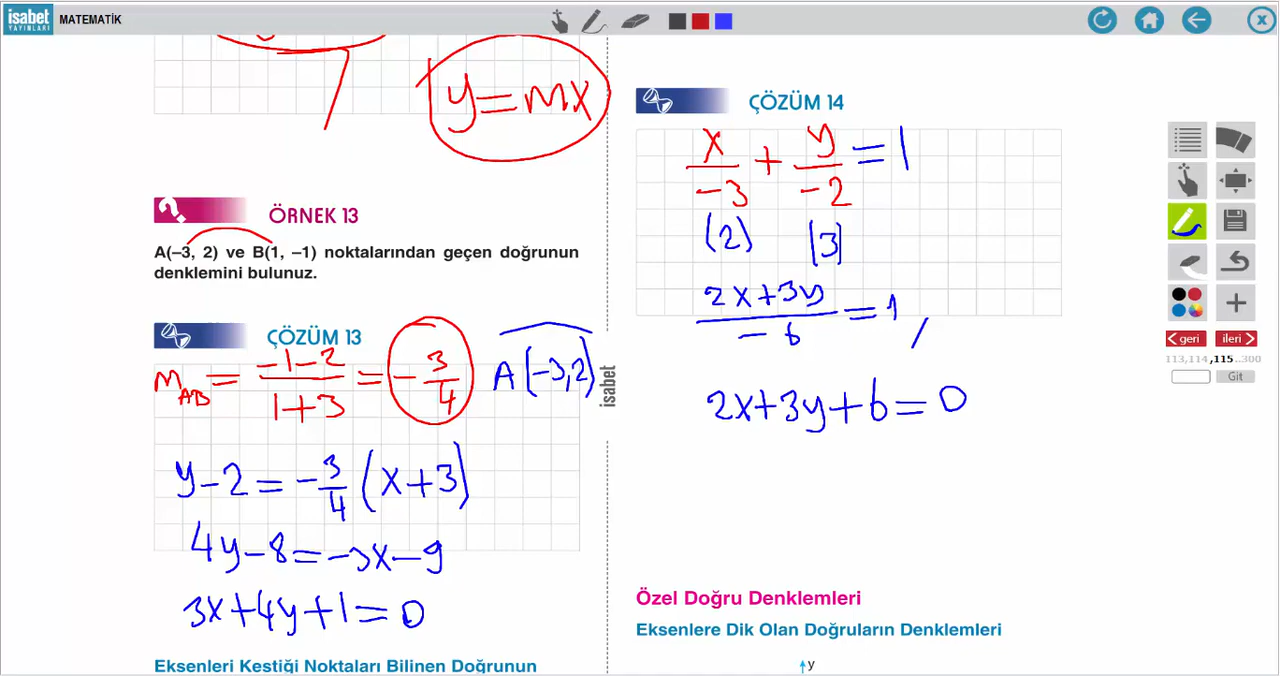 isabet
YAYINLARI
MATEMATİK
y=mx
ÖRNEK 13
A(–3, 2) ve B(1, –1) noktalarından geçen doğrunun
denklemini bulunuz.
ÇÖZÜM 13
m_AB = (-1-2)/(1+3) = -3/4 A(-3,2)
y-2=-3/4(x+3)
4y-8=-3x-9
3x+4y+1=0
Eksenleri Kestiği Noktaları Bilinen Doğrunun
isabet
ÇÖZÜM 14
x/-3 + y/-2 = 1
(2) (3)
(2x+3y)/-6 = 1
2x+3y+6=0
Özel Doğru Denklemleri
Eksenlere Dik Olan Doğruların Denklemleri
y
geri ileri
113,114,115..300
Git